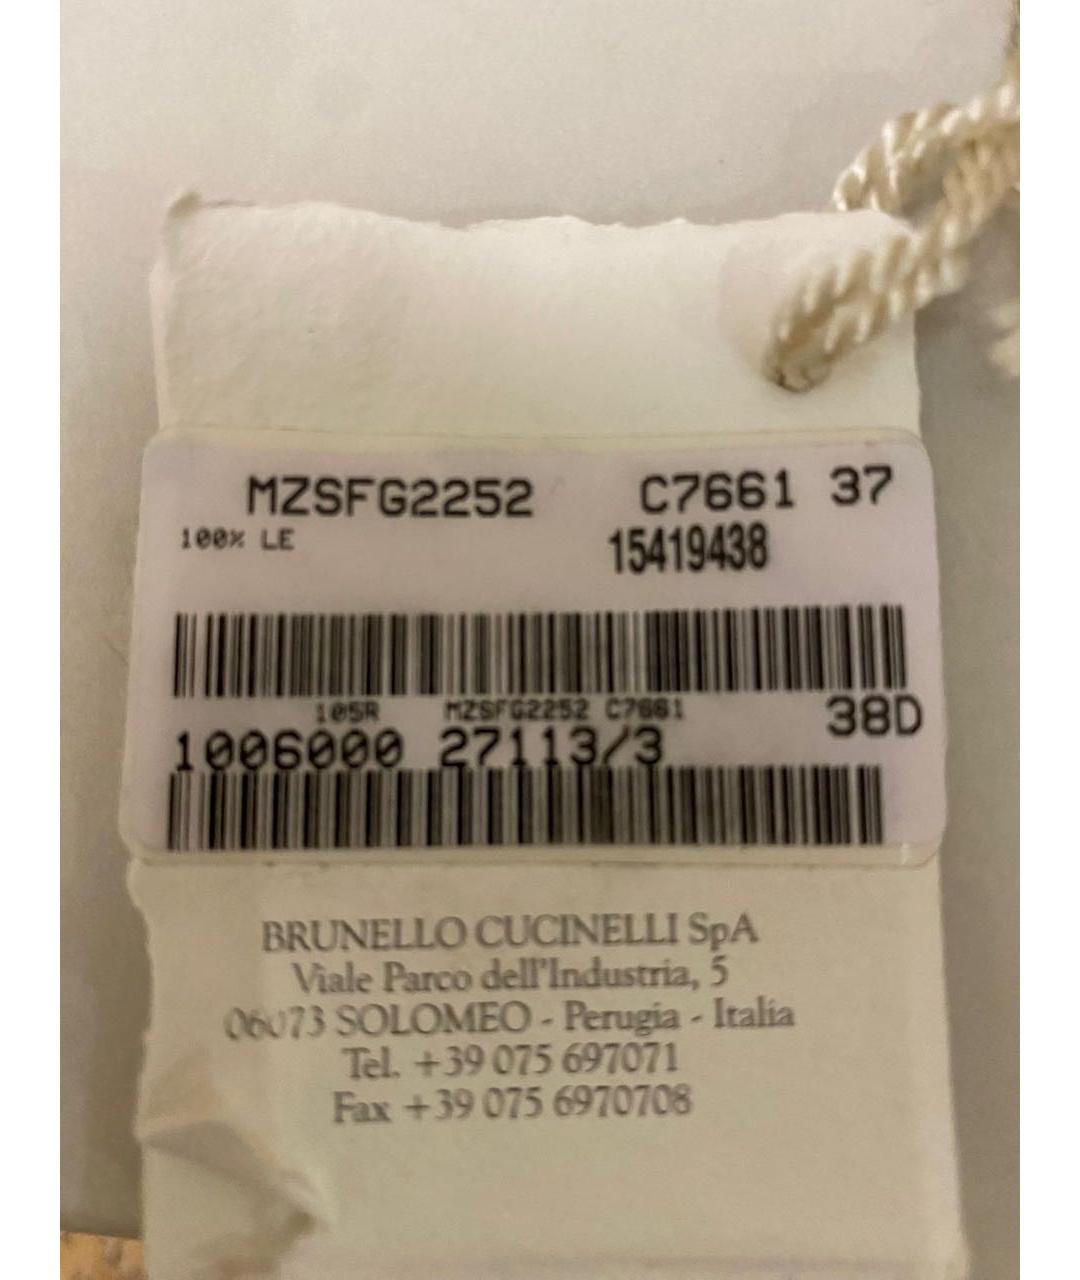 MZSFG2252 C7661 37
100% LE 15419438
105R MZSFG2252 C7661 38D
1006000 27113/3
BRUNELLO CUCINELLI SpA
Viale Parco dell'Industria, 5
06073 SOLOMEO - Perugia - Italia
Tel. +39 075 697071
Fax +39 075 6970708